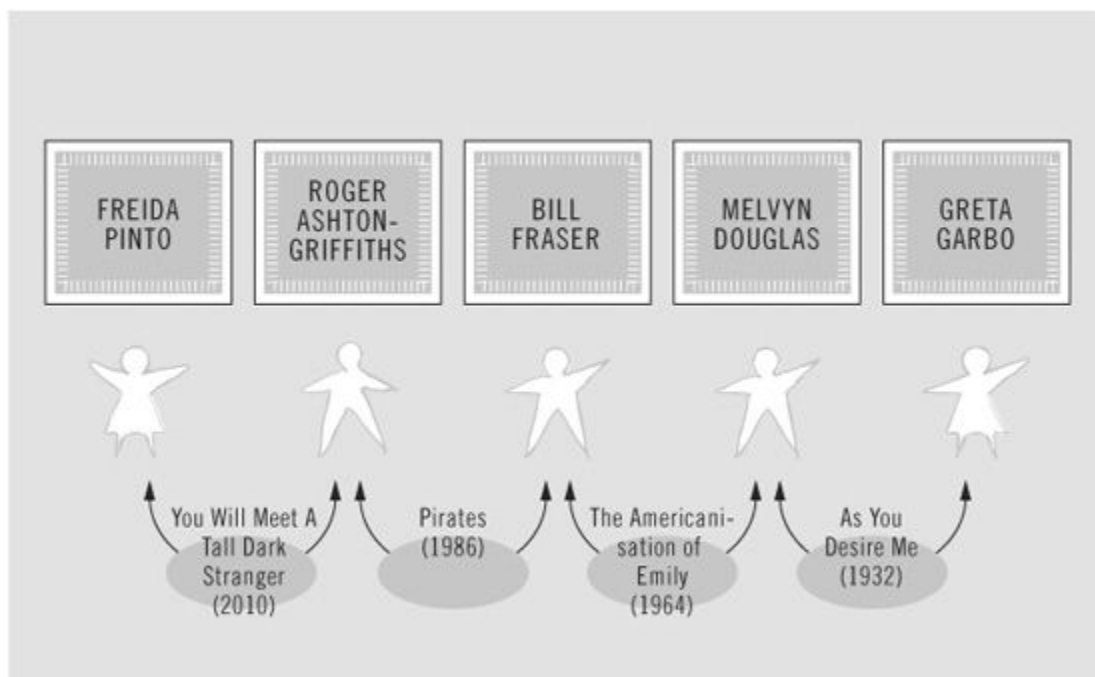 FREIDA
PINTO
ROGER
ASHTON-
GRIFFITHS
BILL
FRASER
MELVYN
DOUGLAS
GRETA
GARBO
You Will Meet A
Tall Dark
Stranger
(2010)
Pirates
(1986)
The Americani-
sation of
Emily
(1964)
As You
Desire Me
(1932)